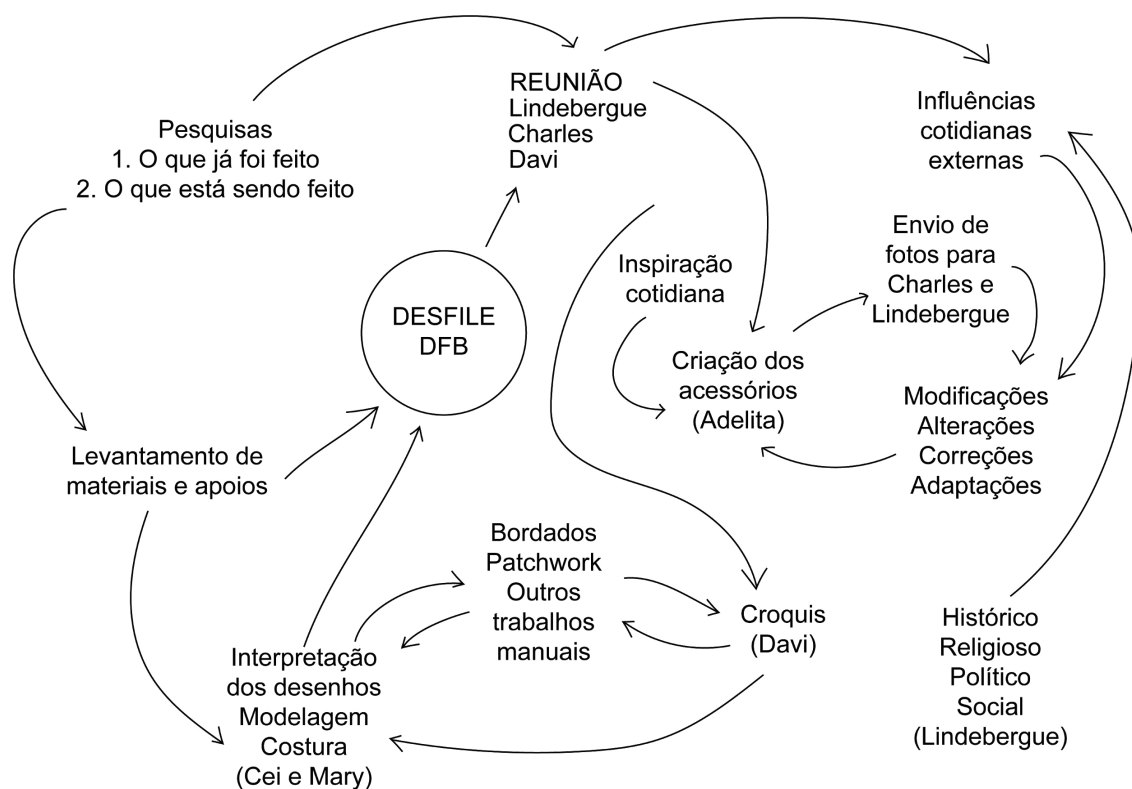 REUNIÃO
Lindebergue
Charles
Davi
Influências
cotidianas
externas
Pesquisas
1. O que já foi feito
2. O que está sendo feito
Envio de
fotos para
Charles e
Lindebergue
Inspiração
cotidiana
DESFILE
DFB
Criação dos
acessórios
(Adelita)
Modificações
Alterações
Correções
Adaptações
Levantamento de
materiais e apoios
Bordados
Patchwork
Outros
trabalhos
manuais
Croquis
(Davi)
Histórico
Religioso
Político
Social
(Lindebergue)
Interpretação
dos desenhos
Modelagem
Costura
(Cei e Mary)